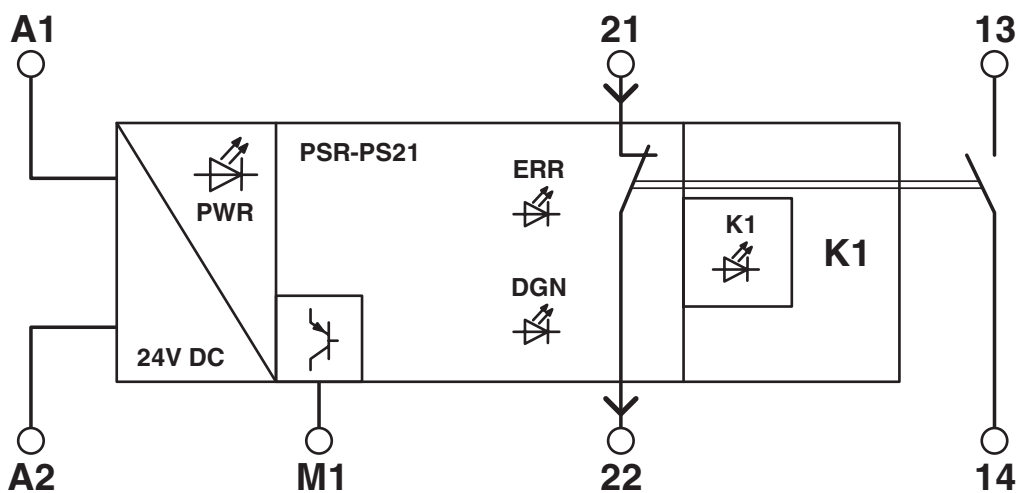 A1
21
13
PSR-PS21
ERR
PWR
K1
K1
DGN
24V DC
A2
M1
22
14